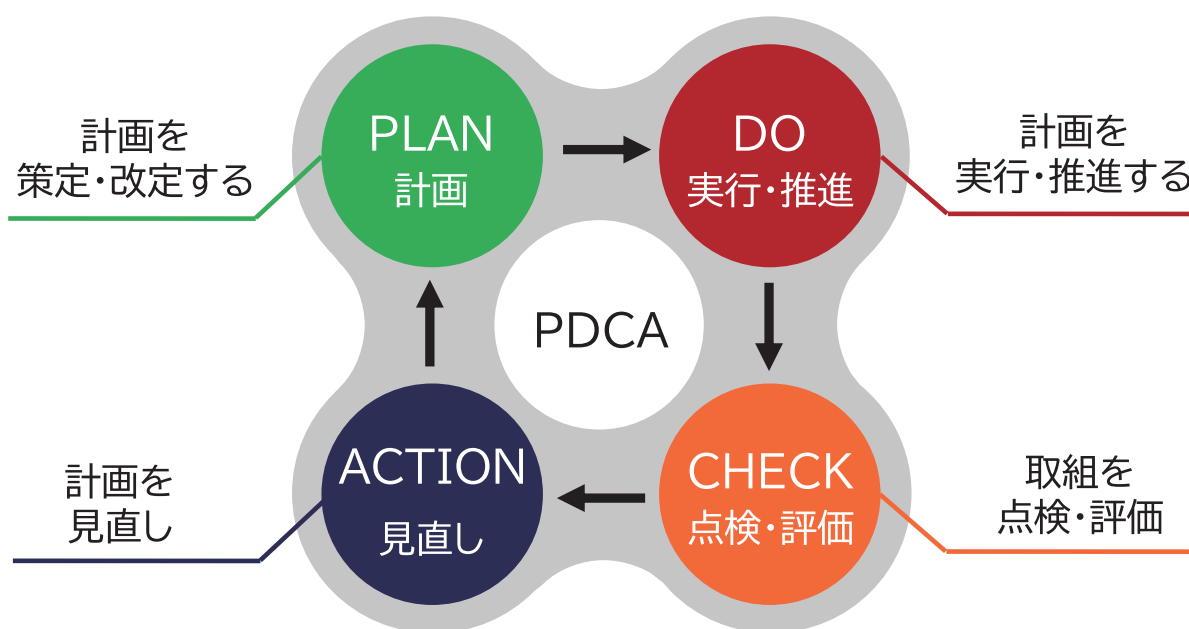 計画を
策定・改定する
PLAN
計画
DO
実行・推進
計画を
実行・推進する
PDCA
計画を
見直し
ACTION
見直し
CHECK
点検・評価
取組を
点検・評価